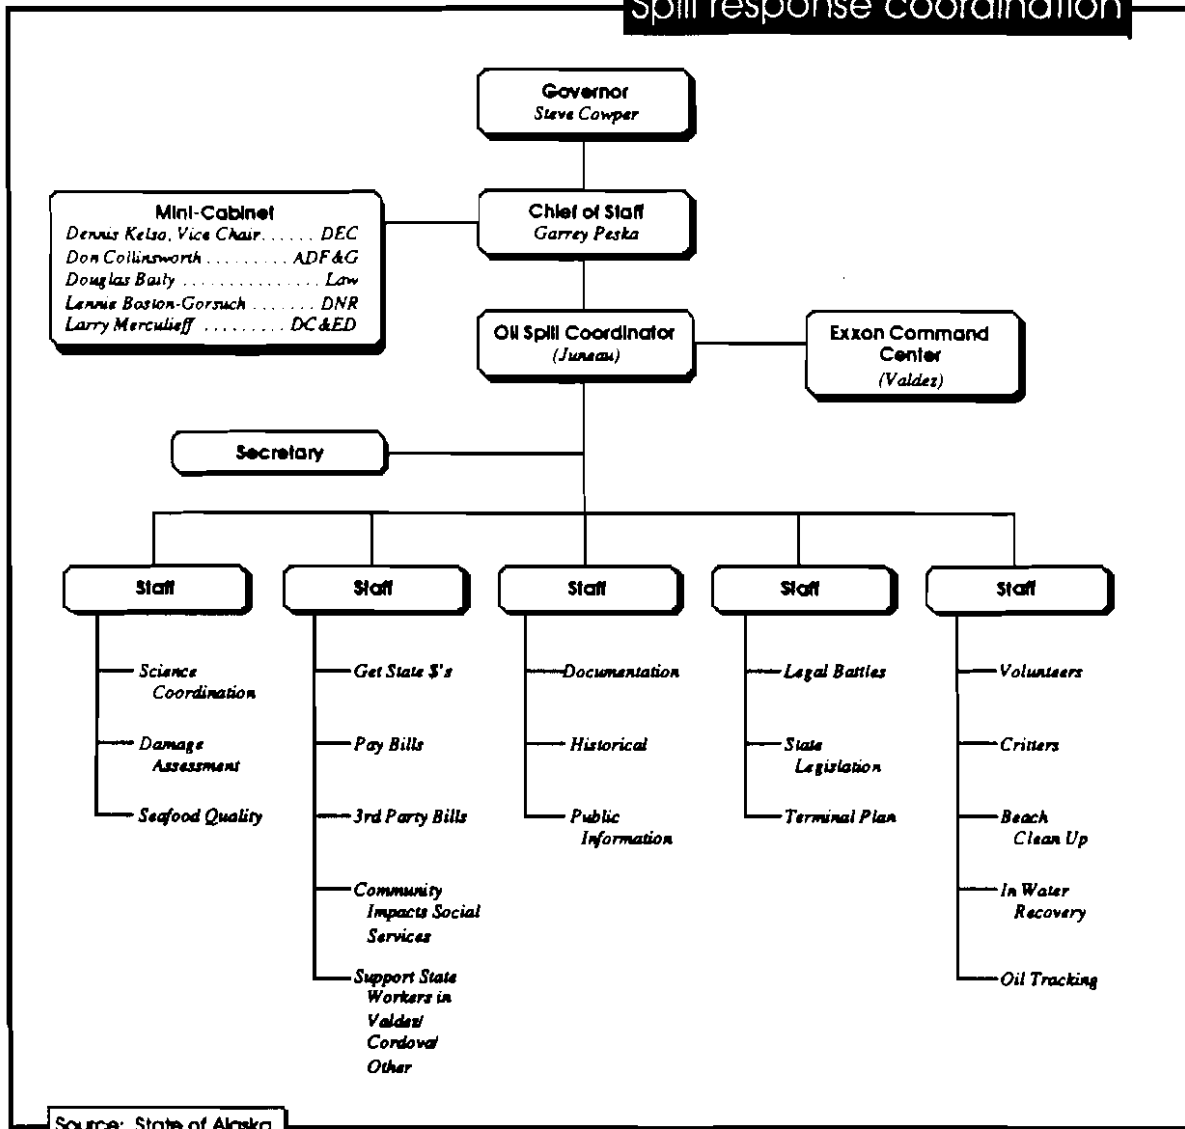 Spill response coordination
Governor
Steve Cowper
Chief of Staff
Garrey Peska
Mini-Cabinet
Dennis Kelso, Vice Chair...... DEC
Don Collinsworth ......... ADF&G
Douglas Baily ............... Law
Lennie Boston-Gorsuch ....... DNR
Larry Merculieff ......... DC&ED
Oil Spill Coordinator
(Juneau)
Exxon Command
Center
(Valdez)
Secretary
Staff
Science
Coordination
Damage
Assessment
Seafood Quality
Staff
Get State $'s
Pay Bills
3rd Party Bills
Community
Impacts Social
Services
Support State
Workers in
Valdez/
Cordova/
Other
Staff
Documentation
Historical
Public
Information
Staff
Legal Battles
State
Legislation
Terminal Plan
Staff
Volunteers
Critters
Beach
Clean Up
In Water
Recovery
Oil Tracking
Source: State of Alaska